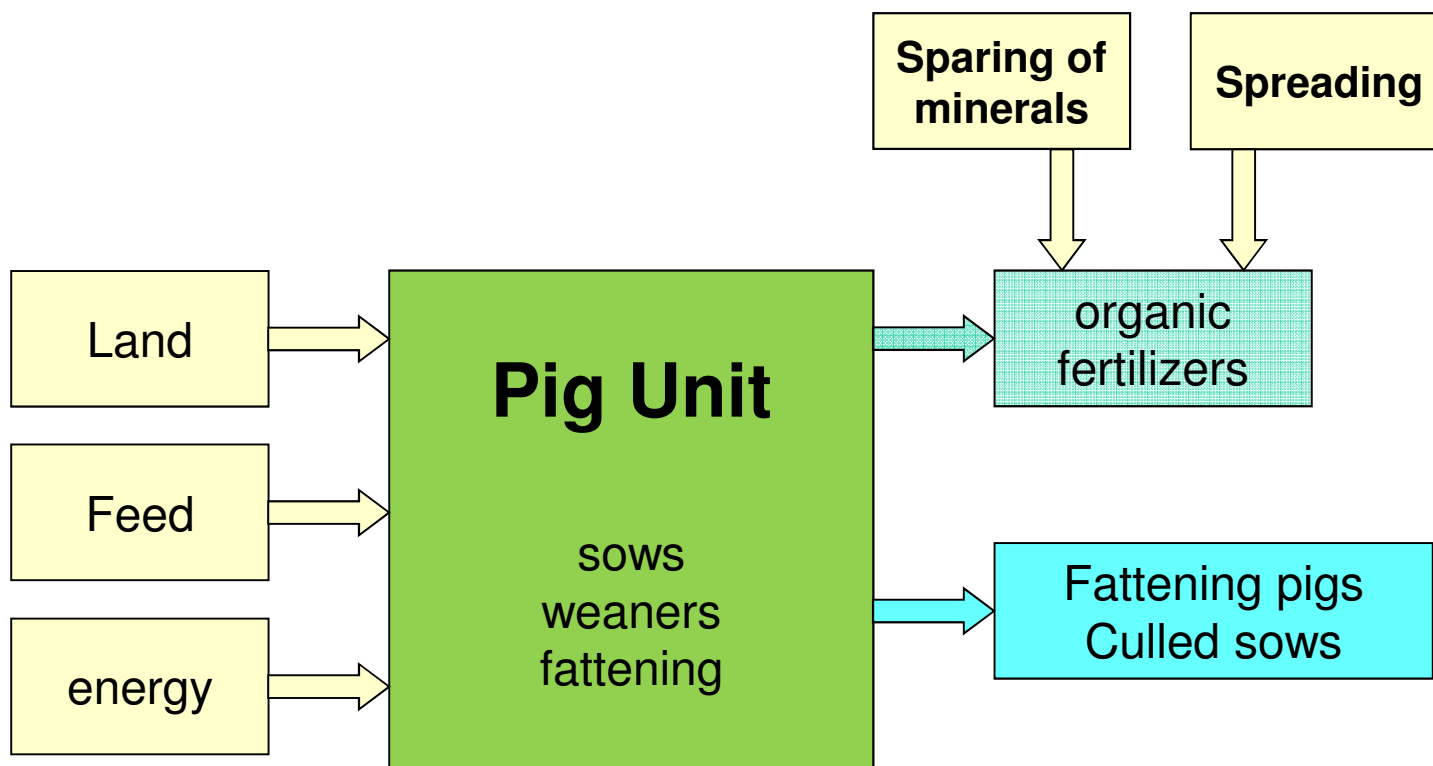 Sparing of
minerals
Spreading
Land
Feed
energy
Pig Unit
sows
weaners
fattening
organic
fertilizers
Fattening pigs
Culled sows